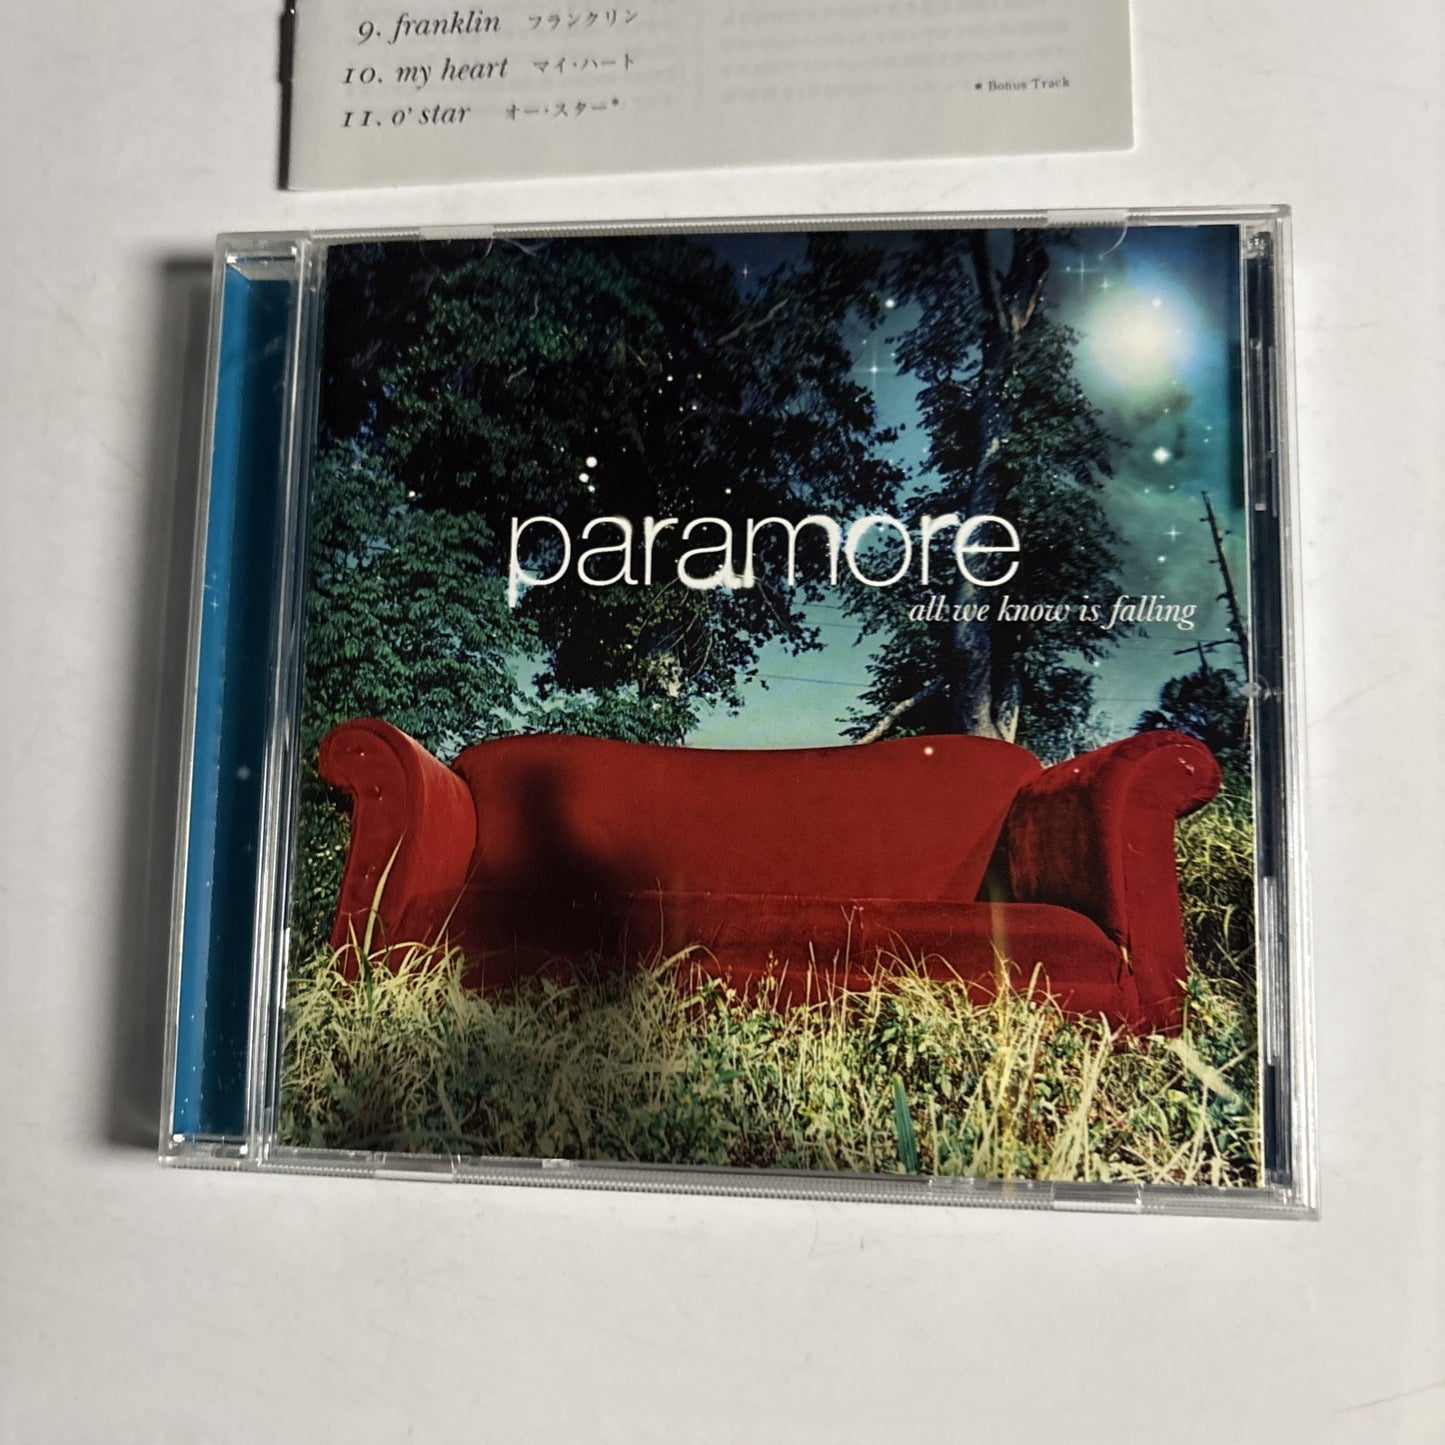 9. franklin フランクリン
10. my heart マイ・ハート
11. o' star オー・スター*
* Bonus Track
paramore
all we know is falling